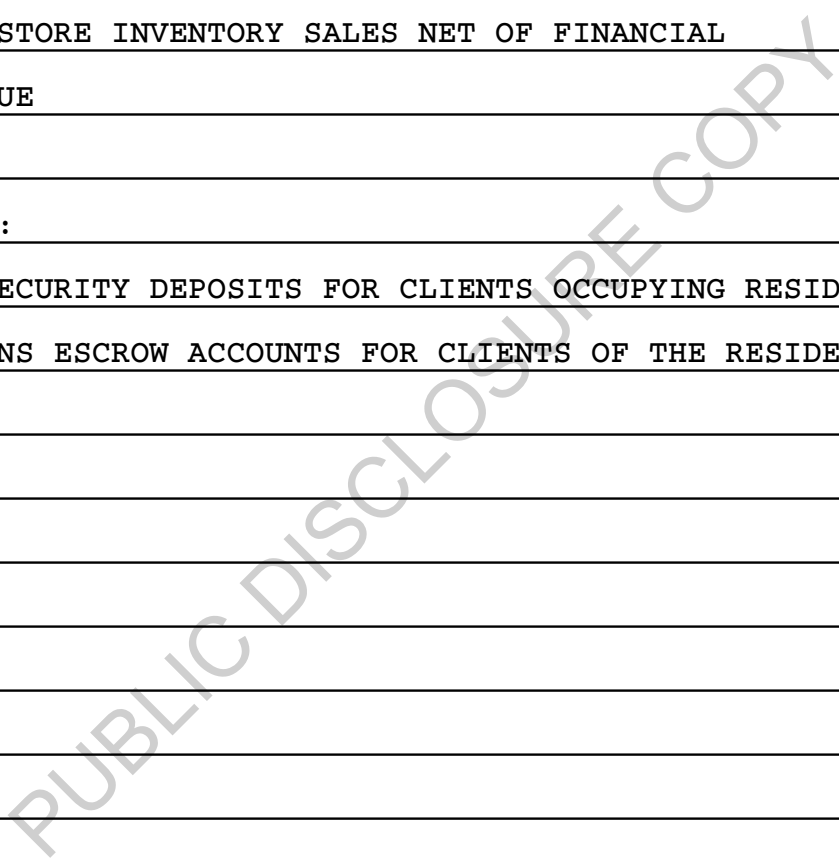 STORE INVENTORY SALES NET OF FINANCIAL
UE
:
ECURITY DEPOSITS FOR CLIENTS OCCUPYING RESID
NS ESCROW ACCOUNTS FOR CLIENTS OF THE RESIDE
PUBLIC DISCLOSURE COPY